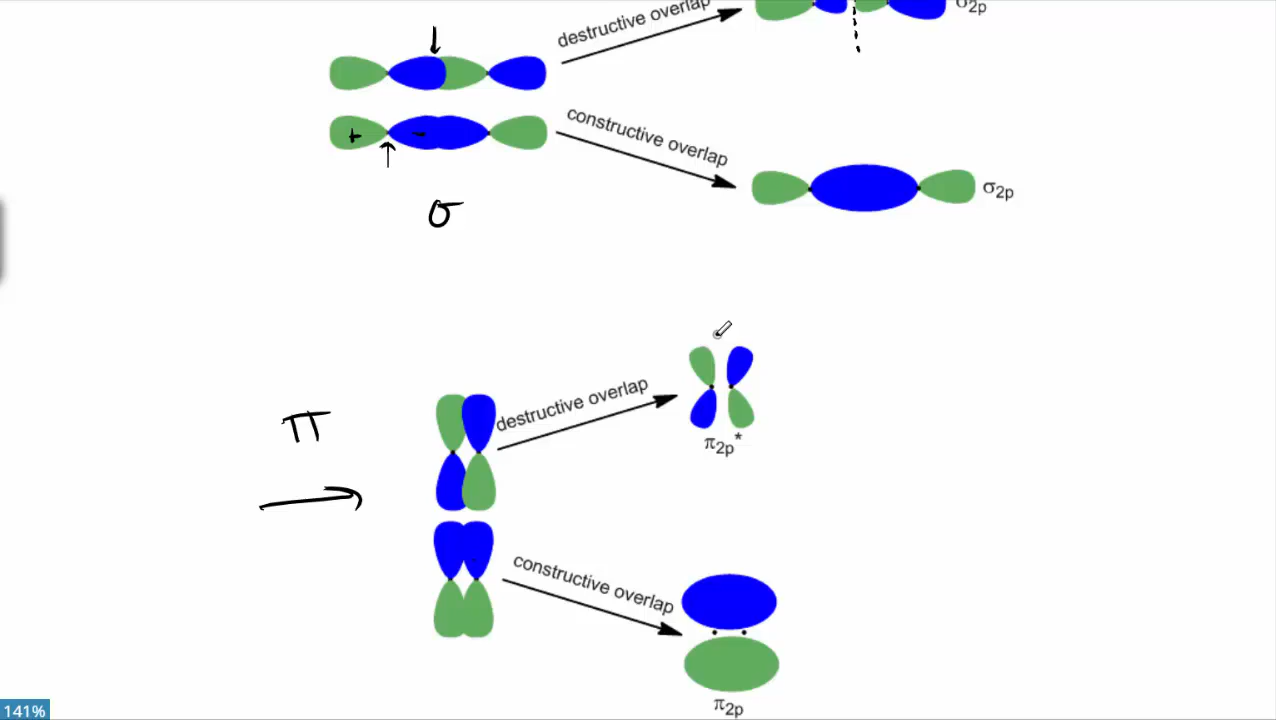 destructive overlap
σ2p
constructive overlap
+ -
σ2p
σ
destructive overlap
π
π2p*
constructive overlap
π2p
141%